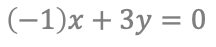 (−1)x + 3y = 0